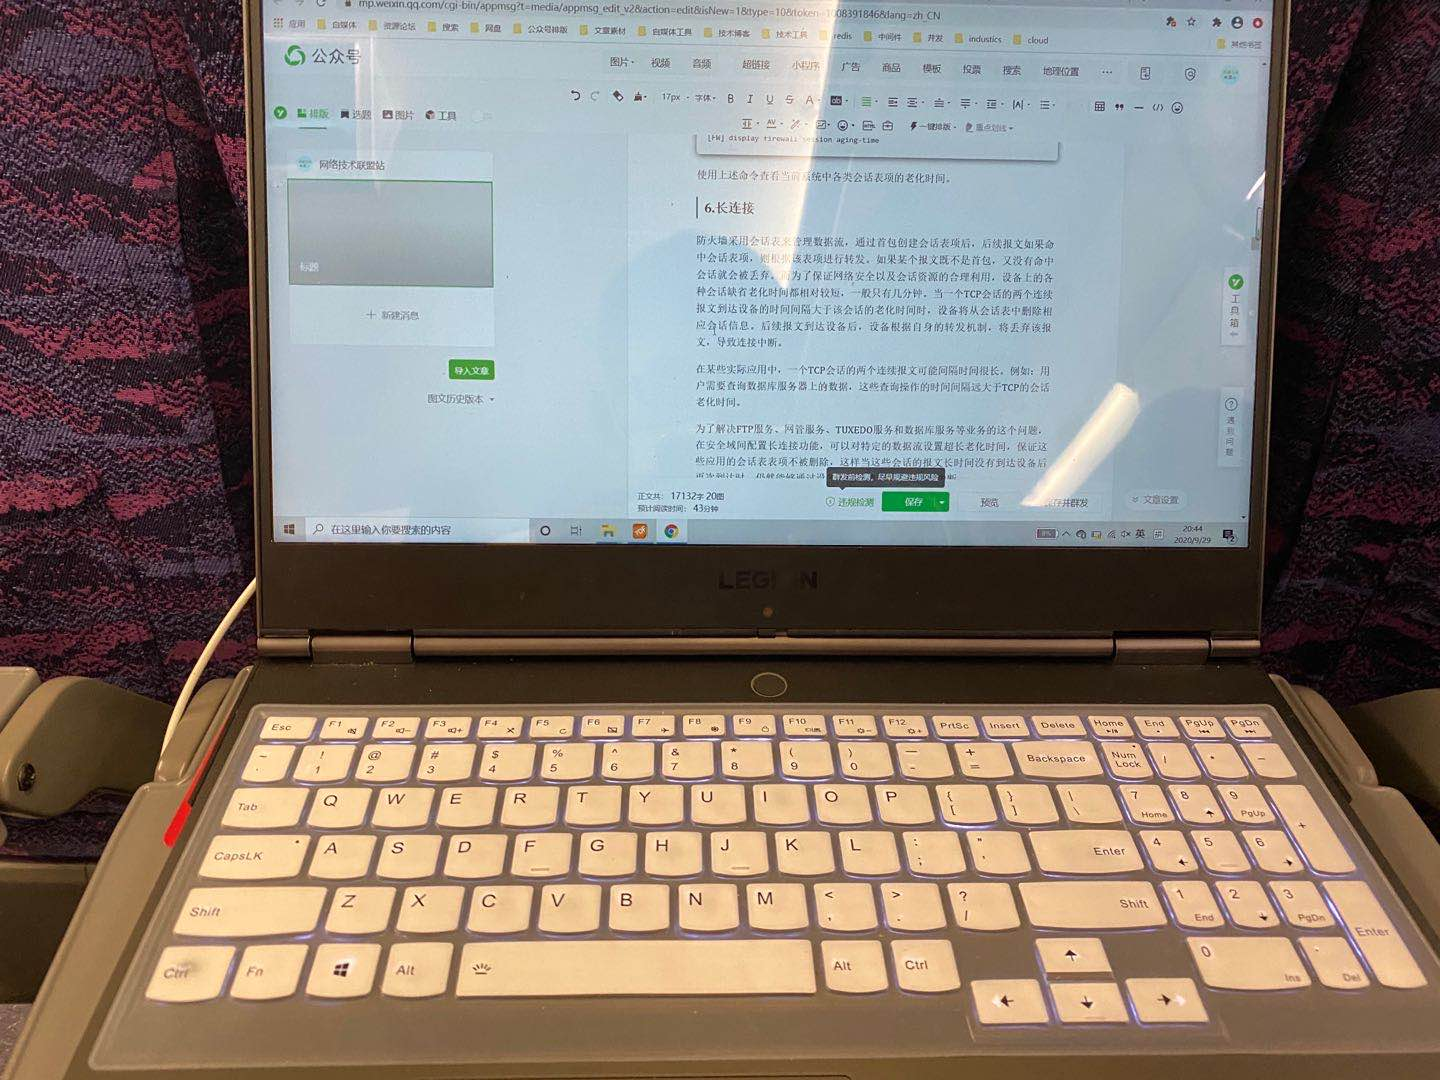 mp.weixin.qq.com/cgi-bin/appmsg?t=media/appmsg_edit_v2&action=edit&isNew=1&type=10&token=1008391846&lang=zh_CN
应用 自媒体 资源论坛 搜索 网盘 公众号排版 文章素材 自媒体工具 技术博客 技术工具 redis 中间件 开发 industics cloud 其他书签
公众号
图片 视频 音频 超链接 小程序 广告 商品 模板 投票 搜索 地理位置 ···
17px 字体 B I U S A
排版 选题 图片 工具
一键排版 重点划线
[FW] display firewall session aging-time
网络技术联盟站
使用上述命令查看当前系统中各类会话表项的老化时间。
6.长连接
标题
防火墙采用会话表来管理数据流，通过首包创建会话表项后，后续报文如果命
中会话表项，则根据该表项进行转发。如果某个报文既不是首包，又没有命中
会话就会被丢弃。而为了保证网络安全以及会话资源的合理利用，设备上的各
种会话缺省老化时间都相对较短，一般只有几分钟。当一个TCP会话的两个连续
报文到达设备的时间间隔大于该会话的老化时间时，设备将从会话表中删除相
应会话信息。后续报文到达设备后，设备根据自身的转发机制，将丢弃该报
文，导致连接中断。
新建消息
导入文章
图文历史版本
在某些实际应用中，一个TCP会话的两个连续报文可能间隔时间很长。例如：用
户需要查询数据库服务器上的数据，这些查询操作的时间间隔远大于TCP的会话
老化时间。
为了解决FTP服务、网管服务、TUXEDO服务和数据库服务等业务的这个问题，
在安全域间配置长连接功能，可以对特定的数据流设置超长老化时间，保证这
些应用的会话表表项不被删除，这样当这些会话的报文长时间没有到达设备后
工具箱
遇到问题
群发前检测，尽早规避违规风险
正文共： 17132字 20图
预计阅读时间： 43分钟
违规检测 保存 预览 保存并群发 文章设置
在这里输入你要搜索的内容
英 拼
20:44
2020/9/29
LEGION
Esc F1 F2 F3 F4 F5 F6 F7 F8 F9 F10 F11 F12 PrtSc Insert Delete Home End PgUp PgDn
~ ! 1 @ 2 # 3 $ 4 % 5 ^ 6 & 7 * 8 ( 9 ) 0 — - + = Backspace Num Lock / * −
Tab Q W E R T Y U I O P { [ } ] | \ 7 Home 8 9 PgUp +
CapsLK A S D F G H J K L : ; " ' Enter 4 5 6
Shift Z X C V B N M < , > . ? / Shift 1 End 2 3 PgDn Enter
Ctrl Fn Alt Alt Ctrl 0 Ins . Del